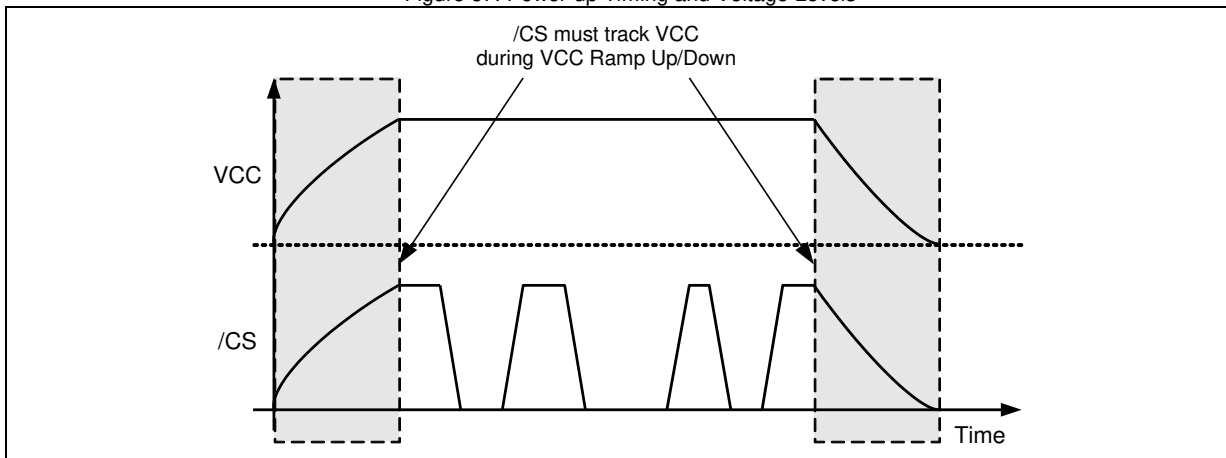 /CS must track VCC
during VCC Ramp Up/Down
VCC
/CS
Time